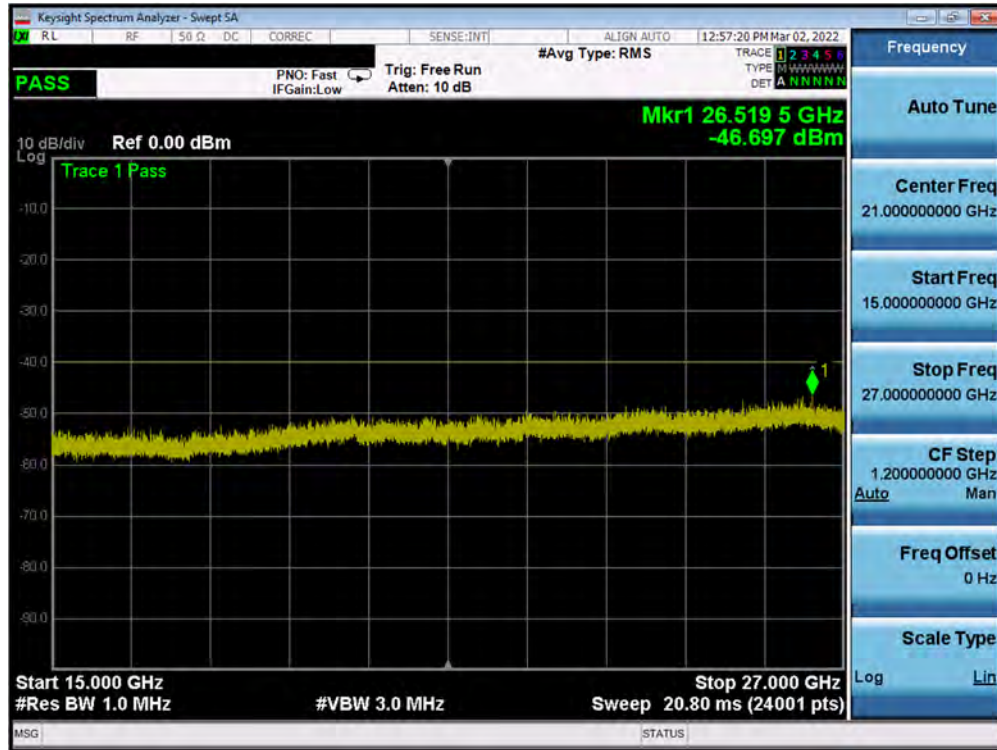 Keysight Spectrum Analyzer - Swept SA
LXI RL RF 50 Ω DC CORREC SENSE:INT ALIGN AUTO 12:57:20 PM Mar 02, 2022
#Avg Type: RMS
TRACE 1 2 3 4 5 6
TYPE M WWWWW
DET A N N N N N
PASS
PNO: Fast
IFGain:Low
Trig: Free Run
Atten: 10 dB
Mkr1 26.519 5 GHz
-46.697 dBm
10 dB/div
Log
Ref 0.00 dBm
Trace 1 Pass
-10.0
-20.0
-30.0
-40.0
-50.0
-60.0
-70.0
-80.0
-90.0
1
Start 15.000 GHz
Stop 27.000 GHz
#Res BW 1.0 MHz
#VBW 3.0 MHz
Sweep 20.80 ms (24001 pts)
MSG
STATUS
Frequency
Auto Tune
Center Freq
21.000000000 GHz
Start Freq
15.000000000 GHz
Stop Freq
27.000000000 GHz
CF Step
1.200000000 GHz
Auto Man
Freq Offset
0 Hz
Scale Type
Log Lin